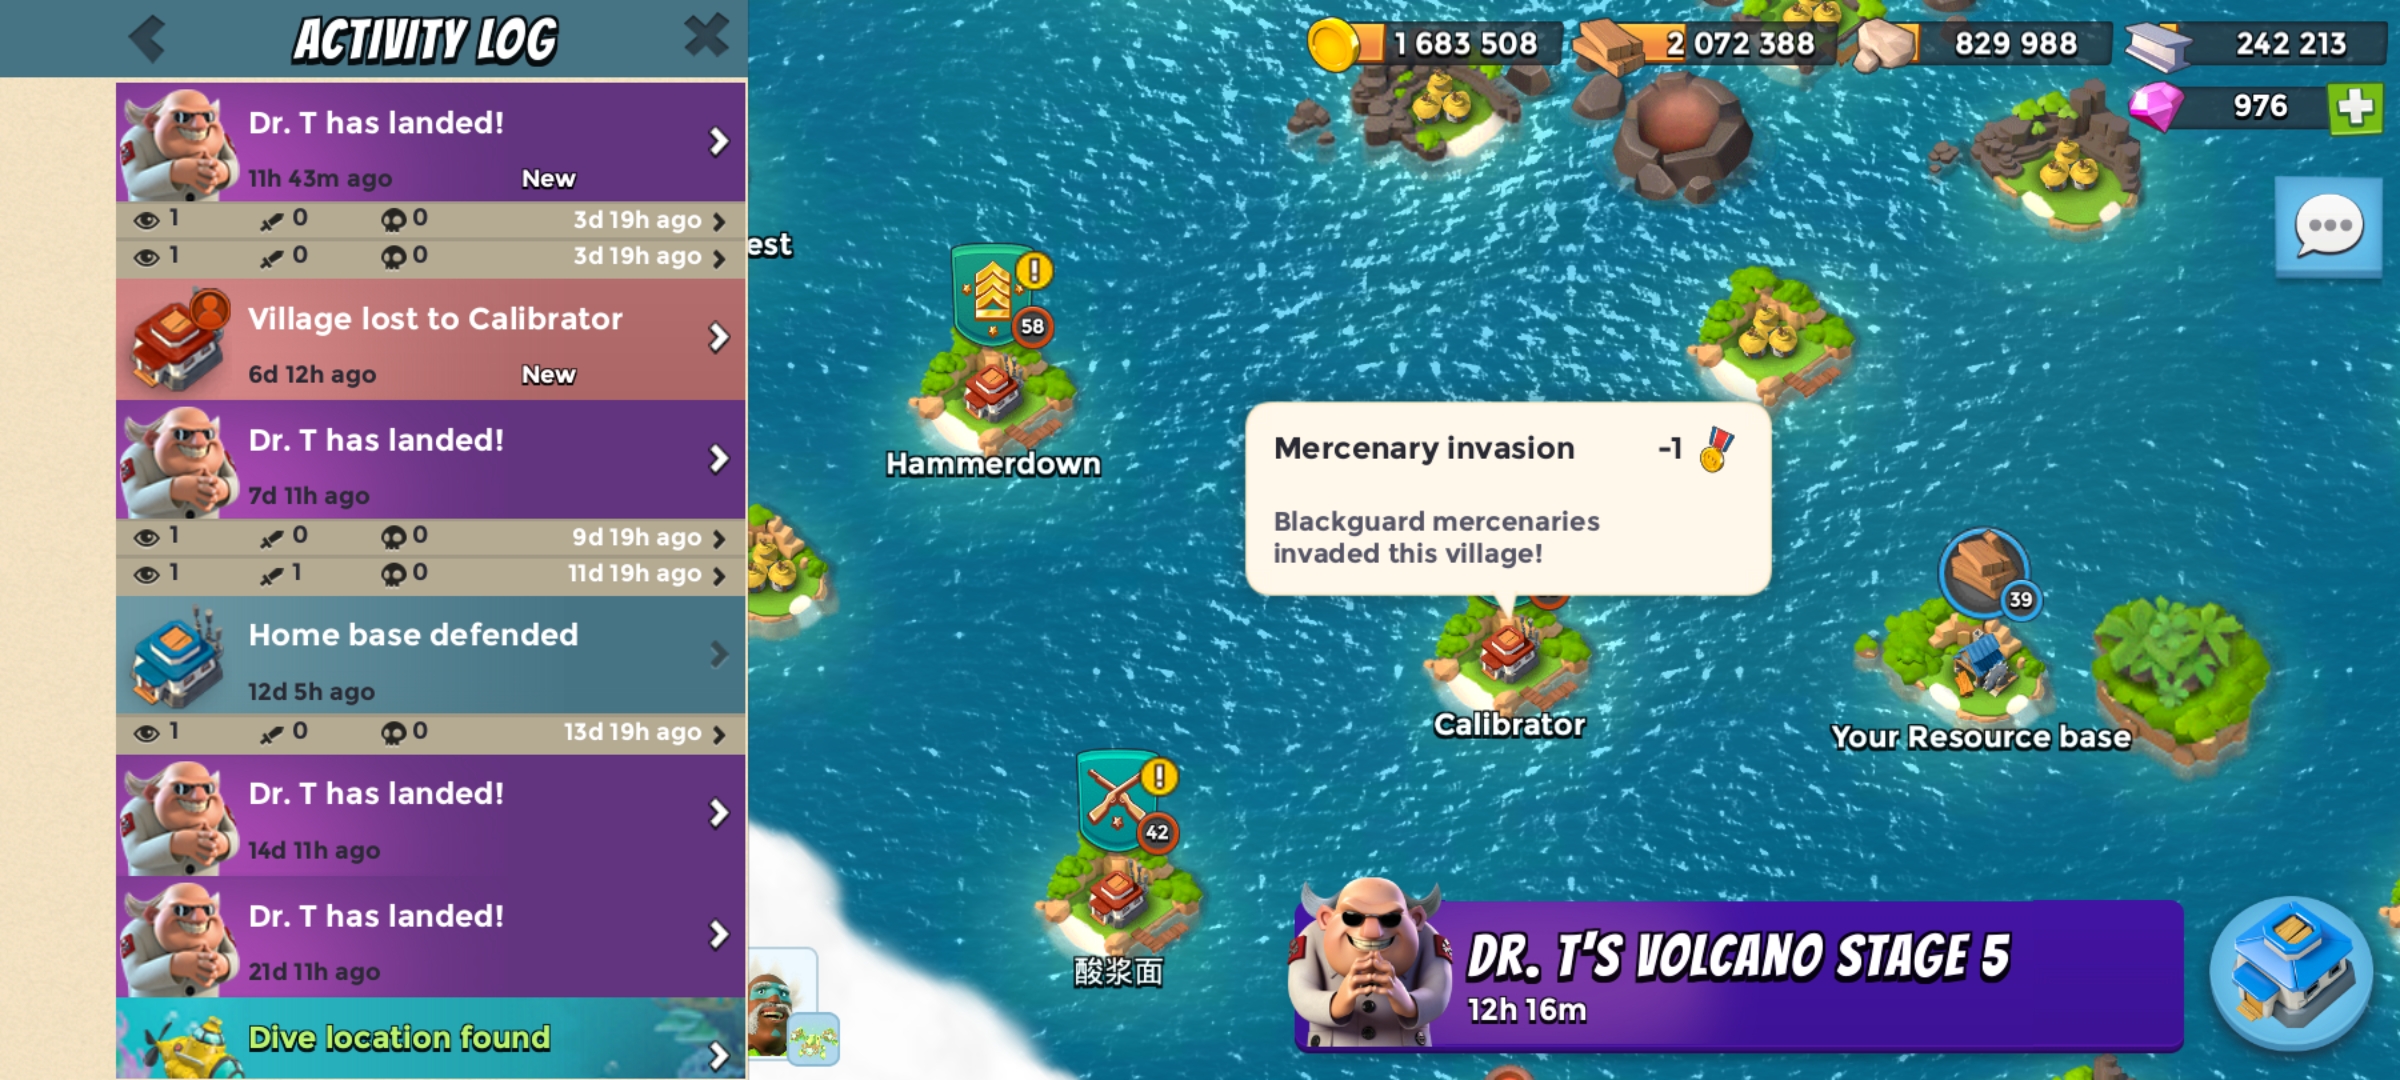 ACTIVITY LOG
Dr. T has landed!
11h 43m ago
New
1 0 0 3d 19h ago
1 0 0 3d 19h ago
Village lost to Calibrator
6d 12h ago
New
Dr. T has landed!
7d 11h ago
1 0 0 9d 19h ago
1 1 0 11d 19h ago
Home base defended
12d 5h ago
1 0 0 13d 19h ago
Dr. T has landed!
14d 11h ago
Dr. T has landed!
21d 11h ago
Dive location found
1 683 508
2 072 388
829 988
242 213
976
est
58
Hammerdown
Mercenary invasion -1
Blackguard mercenaries
invaded this village!
Calibrator
39
Your Resource base
42
酸浆面
DR. T'S VOLCANO STAGE 5
12h 16m